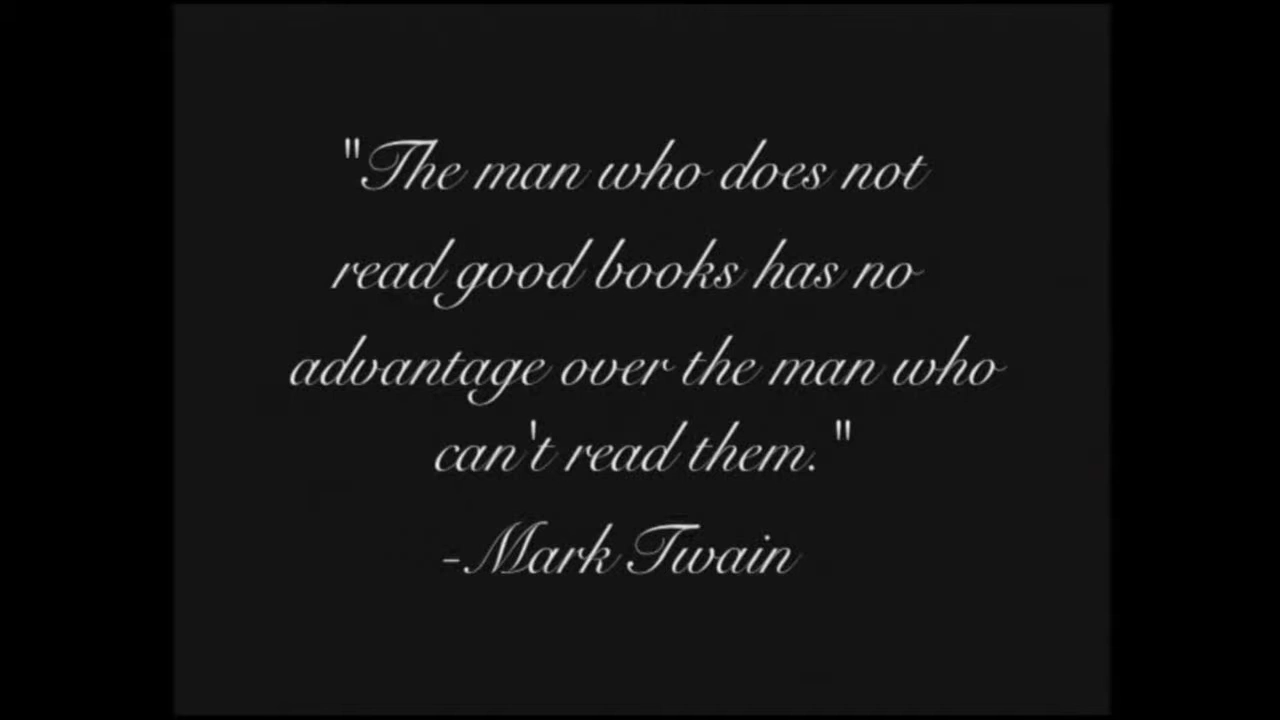 "The man who does not
read good books has no
advantage over the man who
can't read them."
-Mark Twain